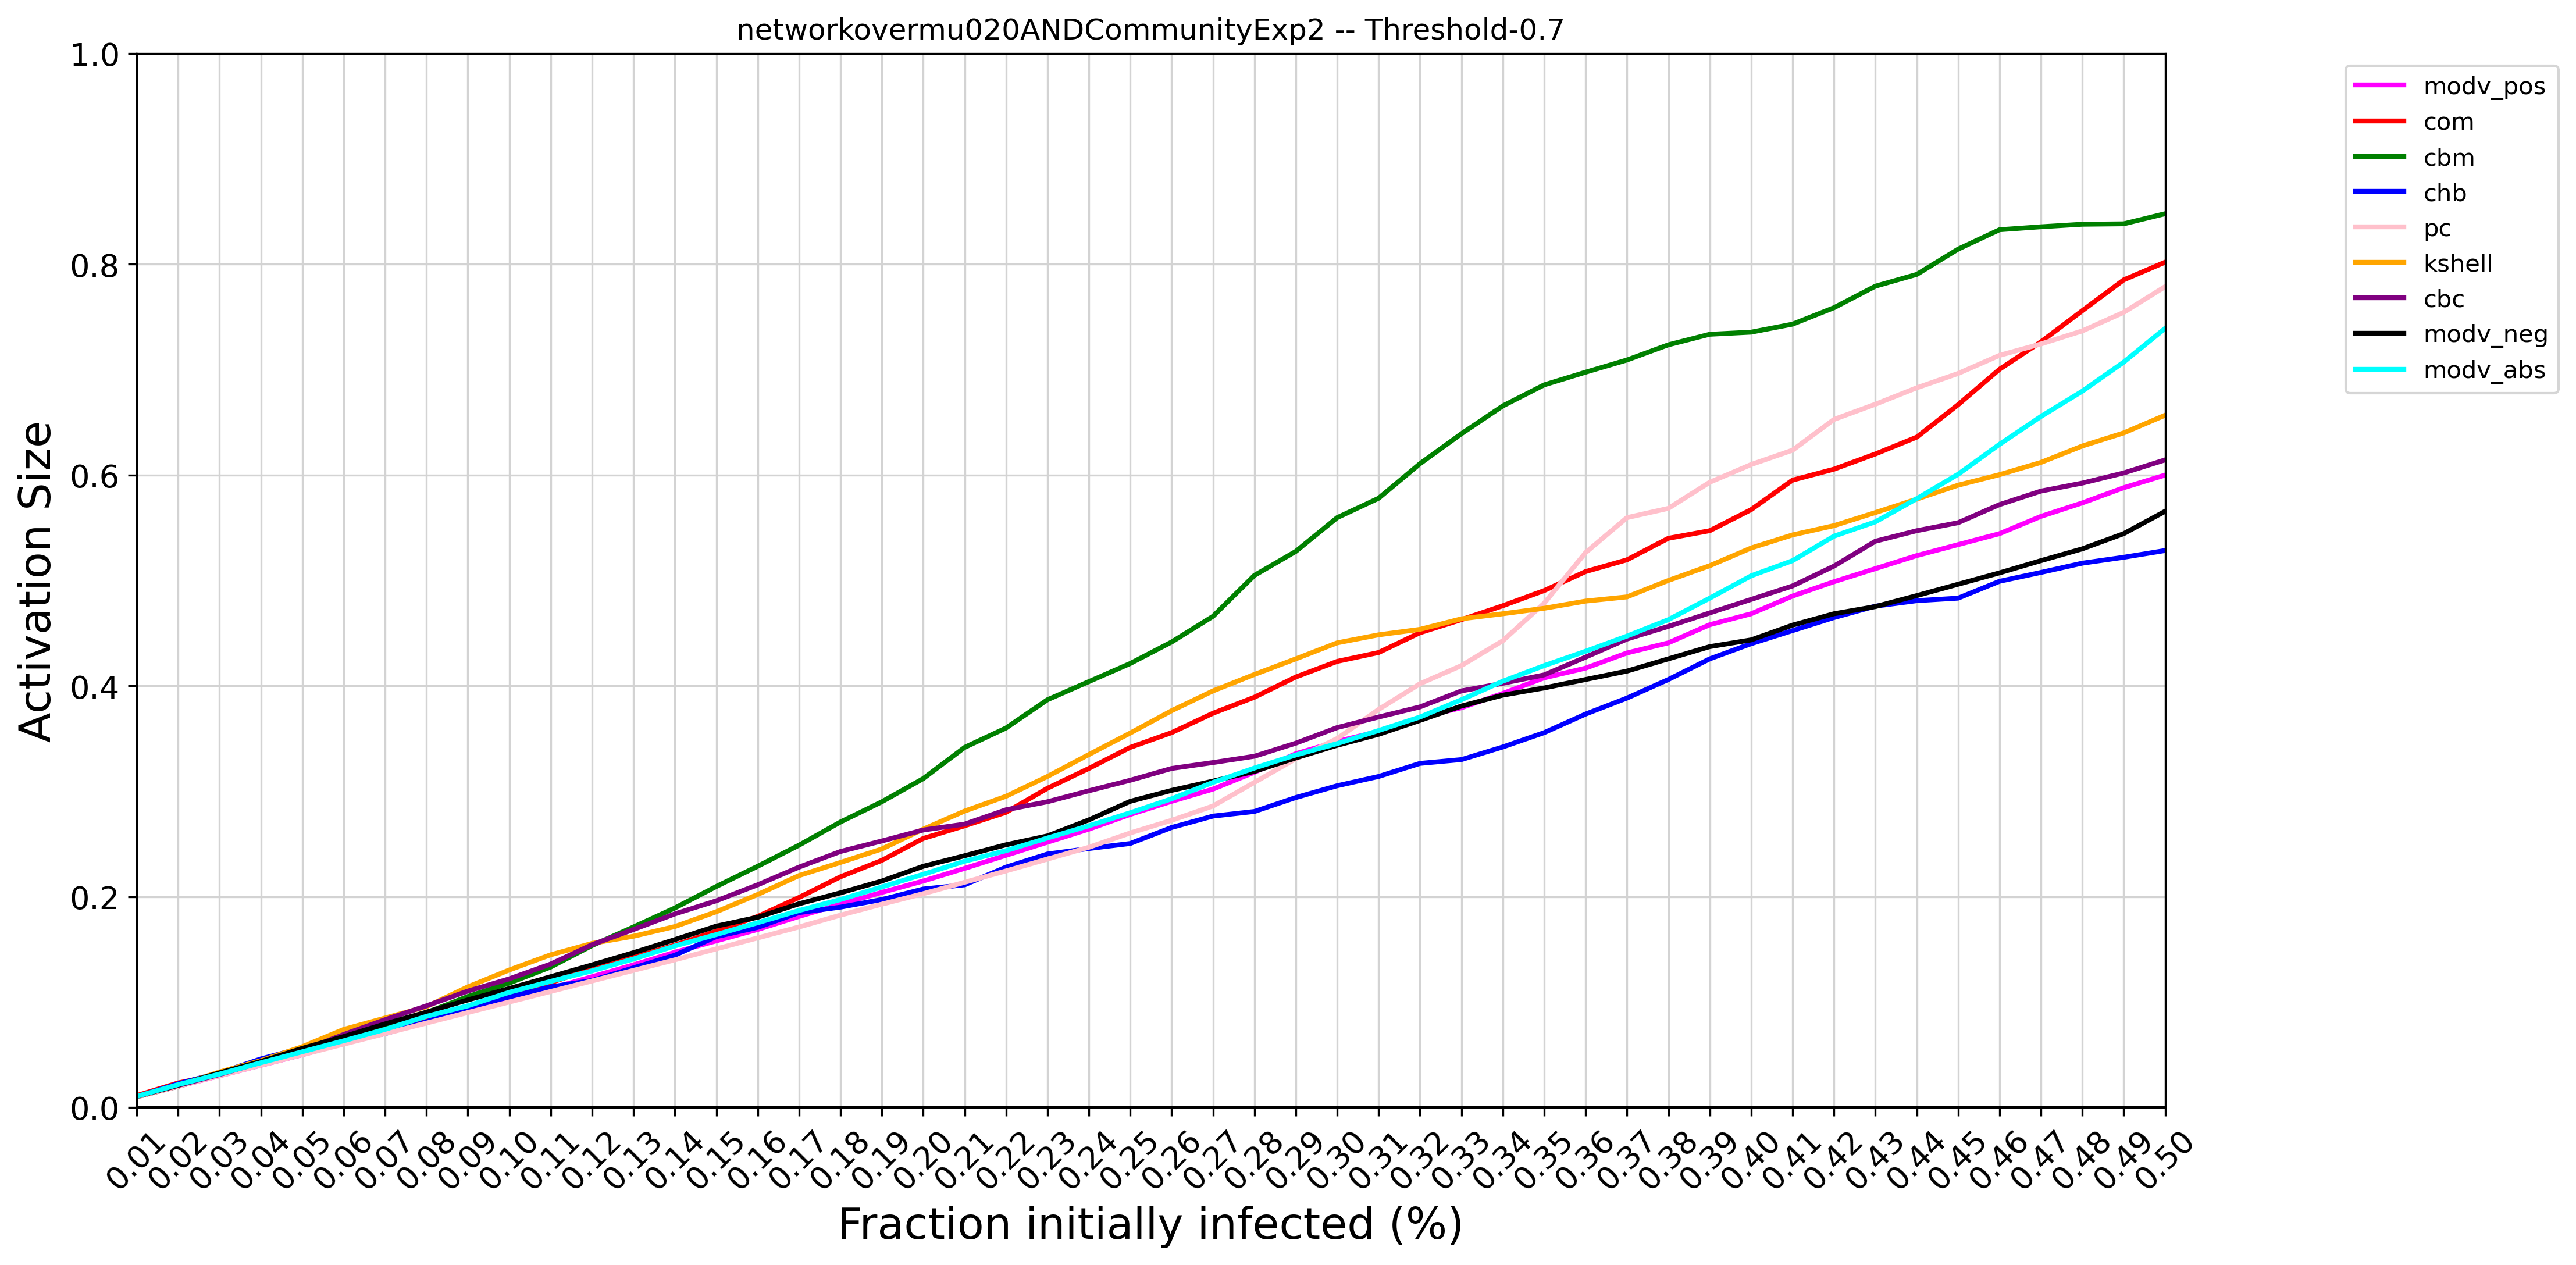 networkovermu020ANDCommunityExp2 -- Threshold-0.7
1.0
0.8
0.6
0.4
0.2
0.0
Activation Size
0.01 0.02 0.03 0.04 0.05 0.06 0.07 0.08 0.09 0.10 0.11 0.12 0.13 0.14 0.15 0.16 0.17 0.18 0.19 0.20 0.21 0.22 0.23 0.24 0.25 0.26 0.27 0.28 0.29 0.30 0.31 0.32 0.33 0.34 0.35 0.36 0.37 0.38 0.39 0.40 0.41 0.42 0.43 0.44 0.45 0.46 0.47 0.48 0.49 0.50
Fraction initially infected (%)
modv_pos
com
cbm
chb
pc
kshell
cbc
modv_neg
modv_abs